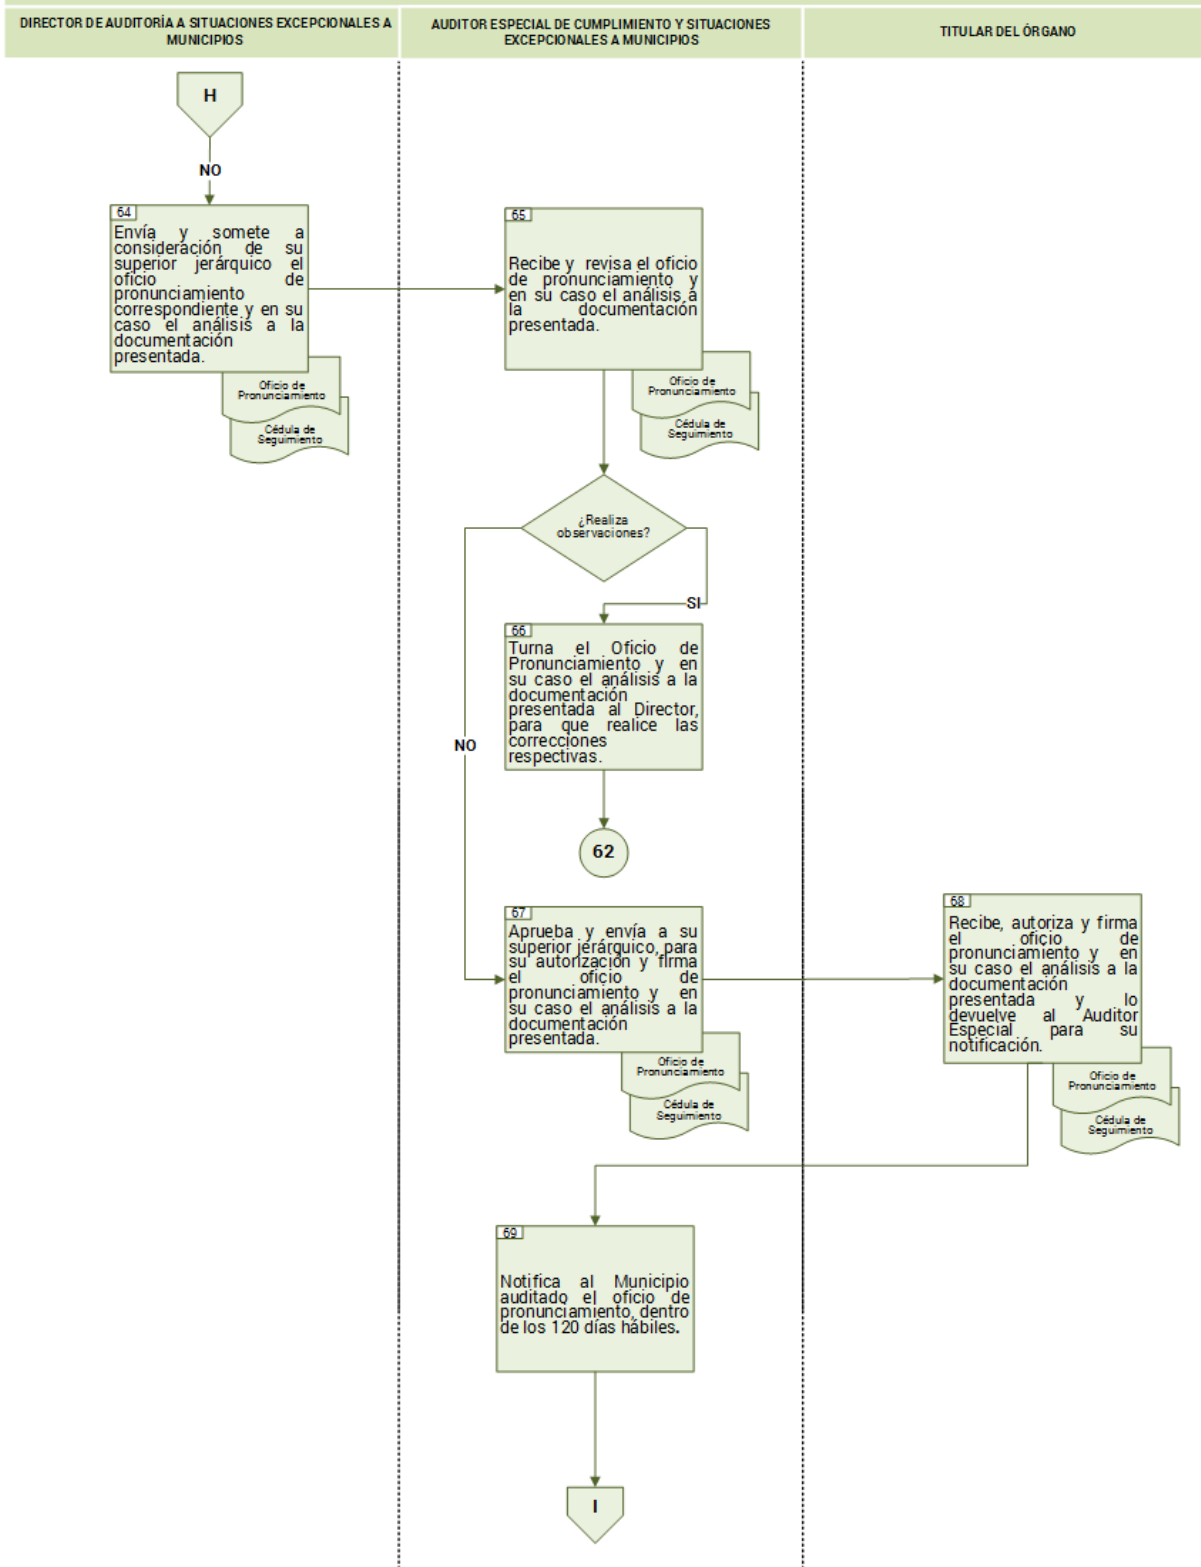 DIRECTOR DE AUDITORÍA A SITUACIONES EXCEPCIONALES A
MUNICIPIOS
AUDITOR ESPECIAL DE CUMPLIMIENTO Y SITUACIONES
EXCEPCIONALES A MUNICIPIOS
TITULAR DEL ÓRGANO
H
NO
64
Envía y somete a
consideración de su
superior jerárquico el
oficio de
pronunciamiento
correspondiente y en su
caso el análisis a la
documentación
presentada.
Oficio de
Pronunciamiento
Cédula de
Seguimiento
65
Recibe y revisa el oficio
de pronunciamiento y
en su caso el análisis a
la documentación
presentada.
Oficio de
Pronunciamiento
Cédula de
Seguimiento
¿Realiza
observaciones?
SI
NO
66
Turna el Oficio de
Pronunciamiento y en
su caso el análisis a la
documentación
presentada al Director,
para que realice las
correcciones
respectivas.
62
67
Aprueba y envía a su
superior jerárquico, para
su autorización y firma
el oficio de
pronunciamiento y en
su caso el análisis a la
documentación
presentada.
Oficio de
Pronunciamiento
Cédula de
Seguimiento
68
Recibe, autoriza y firma
el oficio de
pronunciamiento y en
su caso el análisis a la
documentación
presentada y lo
devuelve al Auditor
Especial para su
notificación.
Oficio de
Pronunciamiento
Cédula de
Seguimiento
69
Notifica al Municipio
auditado el oficio de
pronunciamiento, dentro
de los 120 días hábiles.
I